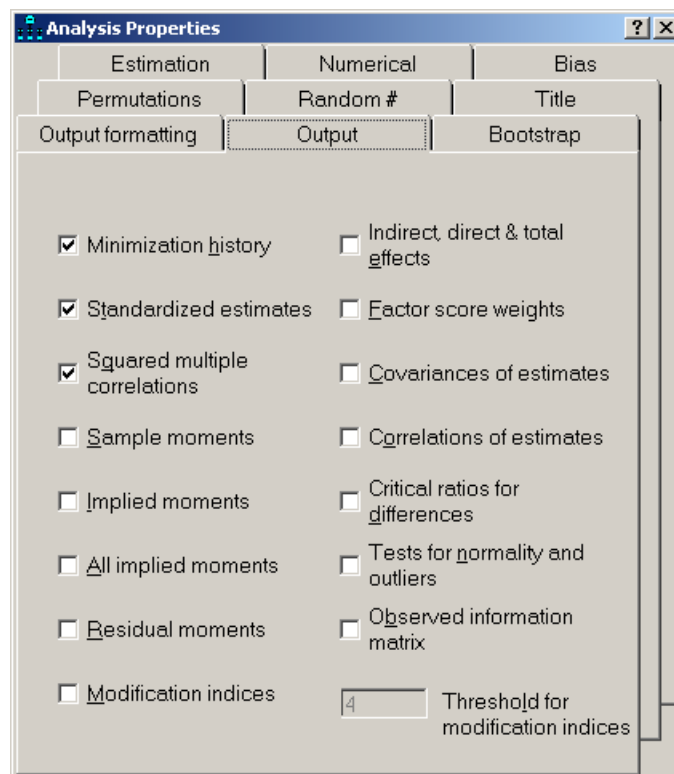 Analysis Properties
? ×
Estimation Numerical Bias
Permutations Random # Title
Output formatting Output Bootstrap
Minimization history
Indirect, direct & total
effects
Standardized estimates
Factor score weights
Squared multiple
correlations
Covariances of estimates
Sample moments
Correlations of estimates
Implied moments
Critical ratios for
differences
All implied moments
Tests for normality and
outliers
Residual moments
Observed information
matrix
Modification indices
4
Threshold for
modification indices